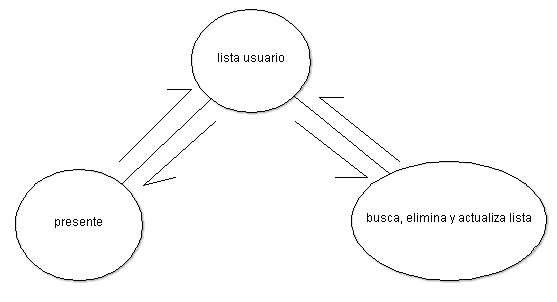 lista usuario
presente
busca, elimina y actualiza lista